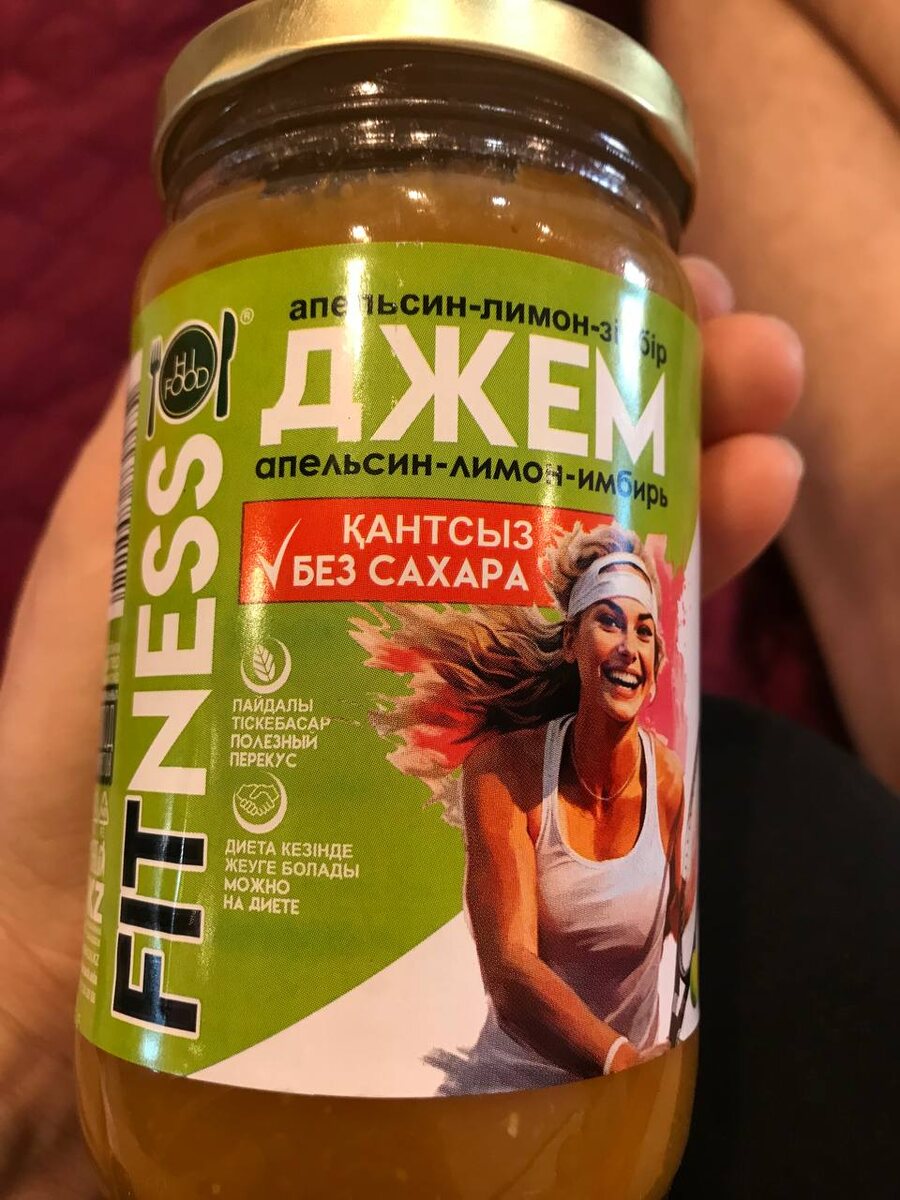 апельсин-лимон-зімбір
ДЖЕМ
апельсин-лимон-имбирь
HI
FOOD
®
FITNESS
ҚАНТСЫЗ
БЕЗ САХАРА
ПАЙДАЛЫ
ТІСКЕБАСАР
ПОЛЕЗНЫЙ
ПЕРЕКУС
ДИЕТА КЕЗІНДЕ
ЖЕУГЕ БОЛАДЫ
МОЖНО
НА ДИЕТЕ